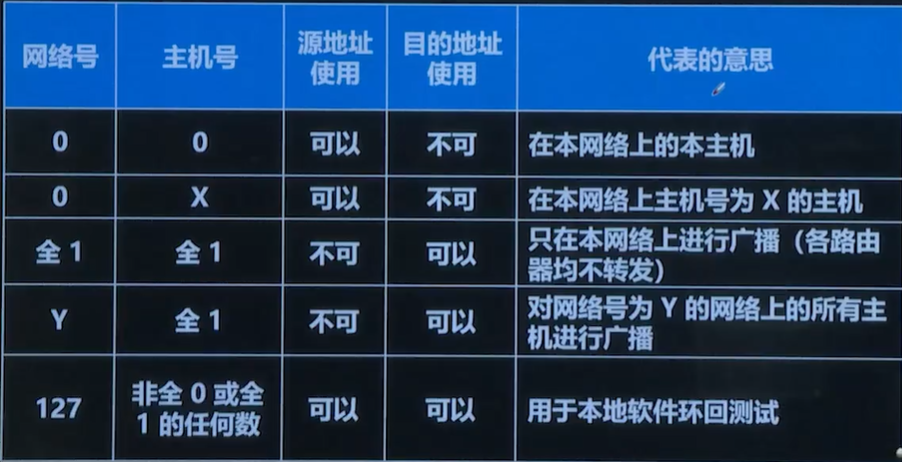 网络号 主机号 源地址使用 目的地址使用 代表的意思
0 0 可以 不可 在本网络上的本主机
0 X 可以 不可 在本网络上主机号为 X 的主机
全 1 全 1 不可 可以 只在本网络上进行广播（各路由
器均不转发）
Y 全 1 不可 可以 对网络号为 Y 的网络上的所有主
机进行广播
127 非全 0 或全
1 的任何数 可以 可以 用于本地软件环回测试